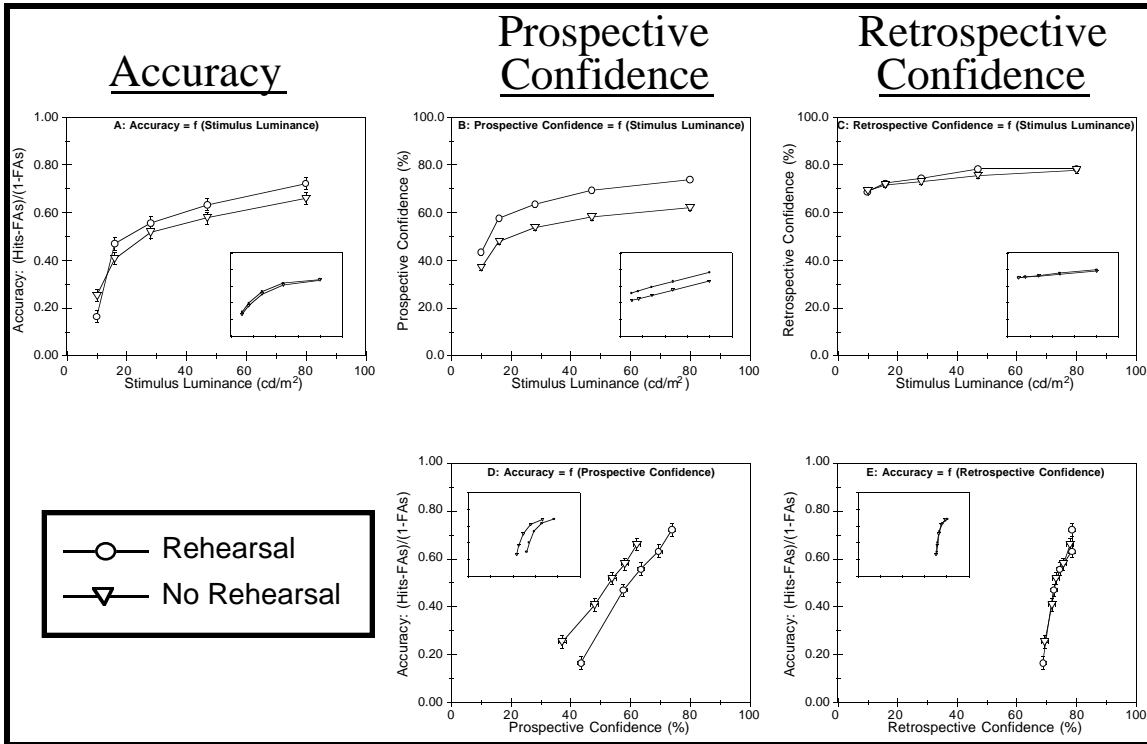 Accuracy
Prospective
Confidence
Retrospective
Confidence
A: Accuracy = f (Stimulus Luminance)
1.00
0.80
0.60
0.40
0.20
0.00
Accuracy: (Hits-FAs)/(1-FAs)
0 20 40 60 80 100
Stimulus Luminance (cd/m²)
B: Prospective Confidence = f (Stimulus Luminance)
100.0
80.0
60.0
40.0
20.0
0.0
Prospective Confidence (%)
0 20 40 60 80 100
Stimulus Luminance (cd/m²)
C: Retrospective Confidence = f (Stimulus Luminance)
100.0
80.0
60.0
40.0
20.0
0.0
Retrospective Confidence (%)
0 20 40 60 80 100
Stimulus Luminance (cd/m²)
Rehearsal
No Rehearsal
D: Accuracy = f (Prospective Confidence)
1.00
0.80
0.60
0.40
0.20
0.00
Accuracy: (Hits-FAs)/(1-FAs)
0 20 40 60 80 100
Prospective Confidence (%)
E: Accuracy = f (Retrospective Confidence)
1.00
0.80
0.60
0.40
0.20
0.00
Accuracy: (Hits-FAs)/(1-FAs)
0 20 40 60 80 100
Retrospective Confidence (%)